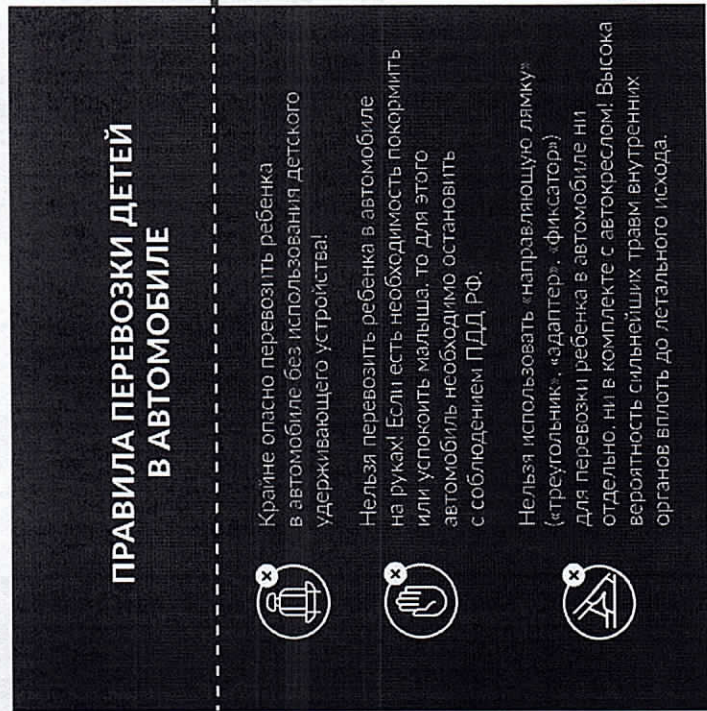 ПРАВИЛА ПЕРЕВОЗКИ ДЕТЕЙ
В АВТОМОБИЛЕ
Крайне опасно перевозить ребенка
в автомобиле без использования детского
удерживающего устройства!
Нельзя перевозить ребенка в автомобиле
на руках! Если есть необходимость покормить
или успокоить малыша, то для этого
автомобиль необходимо остановить
с соблюдением ПДД РФ.
Нельзя использовать «направляющую лямку»
(«треугольник», «адаптер», «фиксатор»)
для перевозки ребенка в автомобиле ни
отдельно, ни в комплекте с автокреслом! Высока
вероятность сильнейших травм внутренних
органов вплоть до летального исхода.